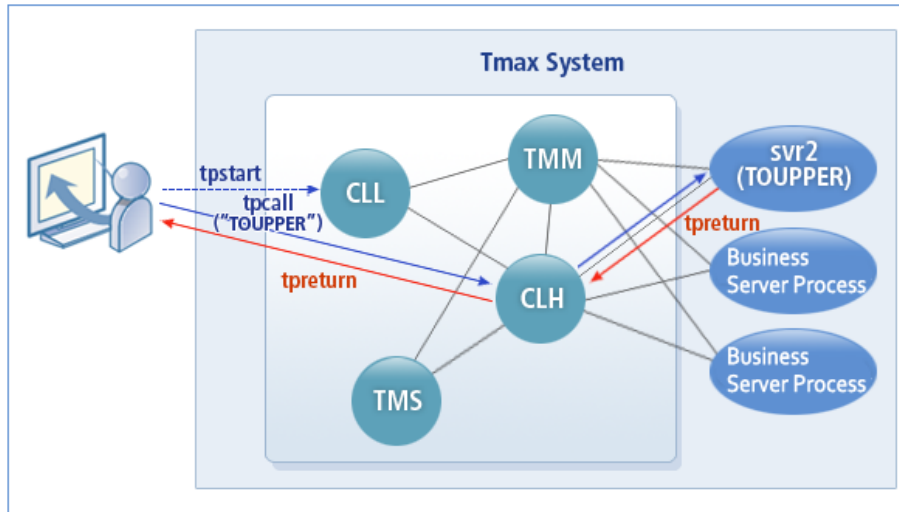 Tmax System
TMM
svr2
(TOUPPER)
tpstart
CLL
tpcall
("TOUPPER")
tpreturn
Business
Server Process
tpreturn
CLH
Business
Server Process
TMS